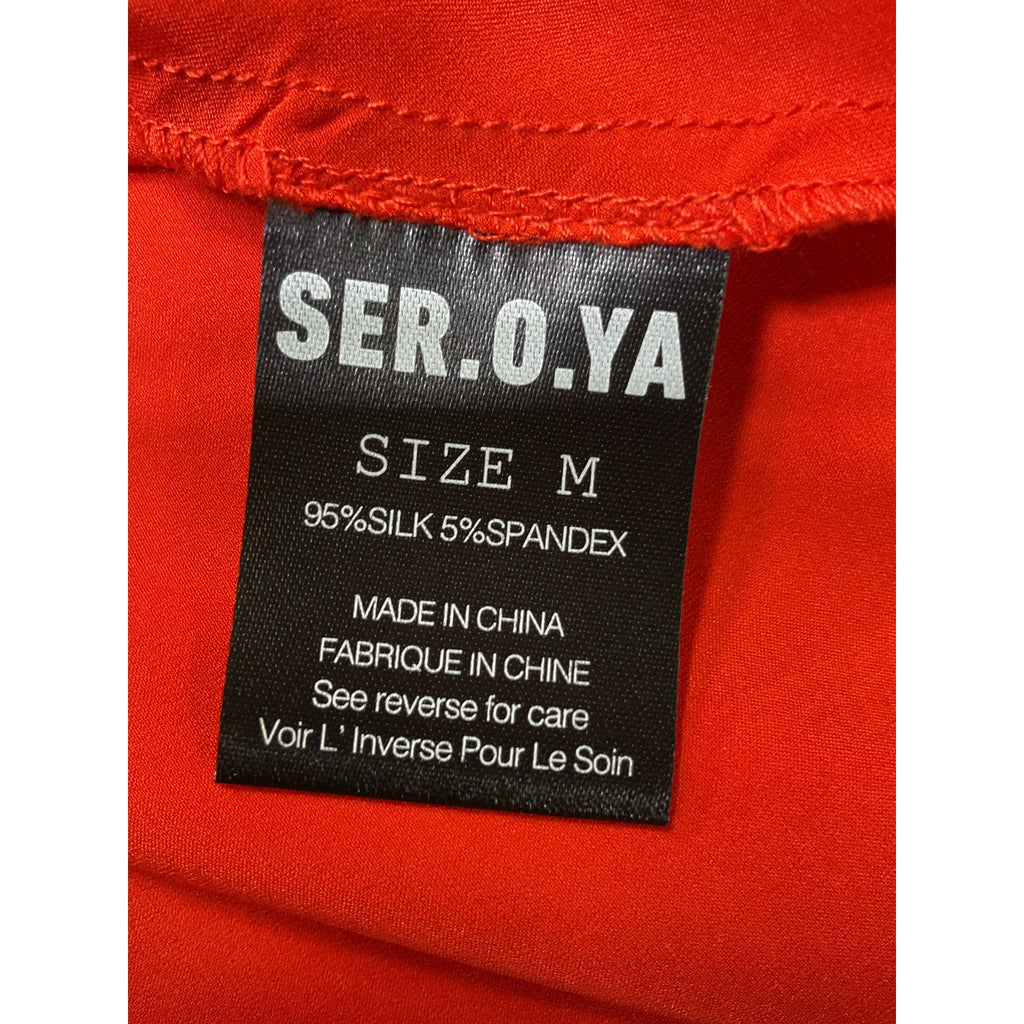 SER.O.YA
SIZE M
95%SILK 5%SPANDEX
MADE IN CHINA
FABRIQUE IN CHINE
See reverse for care
Voir L' Inverse Pour Le Soin